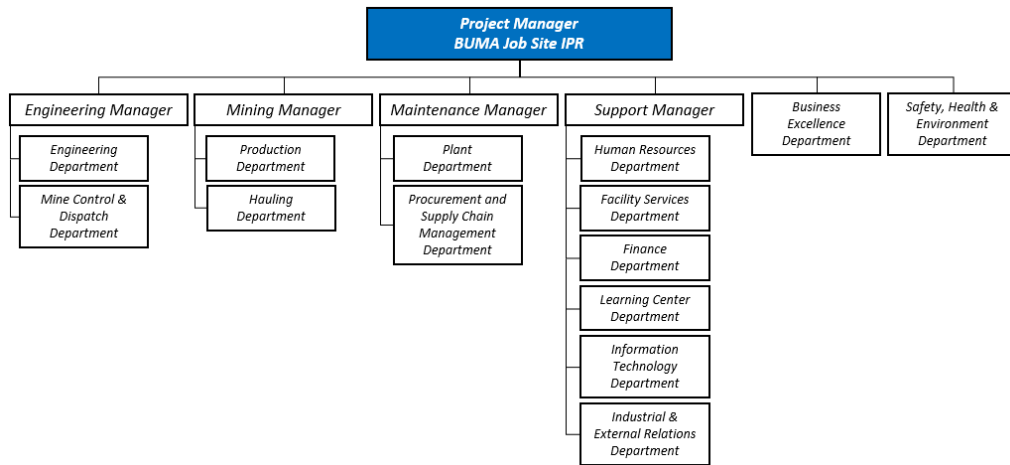 Project Manager
BUMA Job Site IPR
Engineering Manager
Mining Manager
Maintenance Manager
Support Manager
Business
Excellence
Department
Safety, Health &
Environment
Department
Engineering
Department
Mine Control &
Dispatch
Department
Production
Department
Hauling
Department
Plant
Department
Procurement and
Supply Chain
Management
Department
Human Resources
Department
Facility Services
Department
Finance
Department
Learning Center
Department
Information
Technology
Department
Industrial &
External Relations
Department